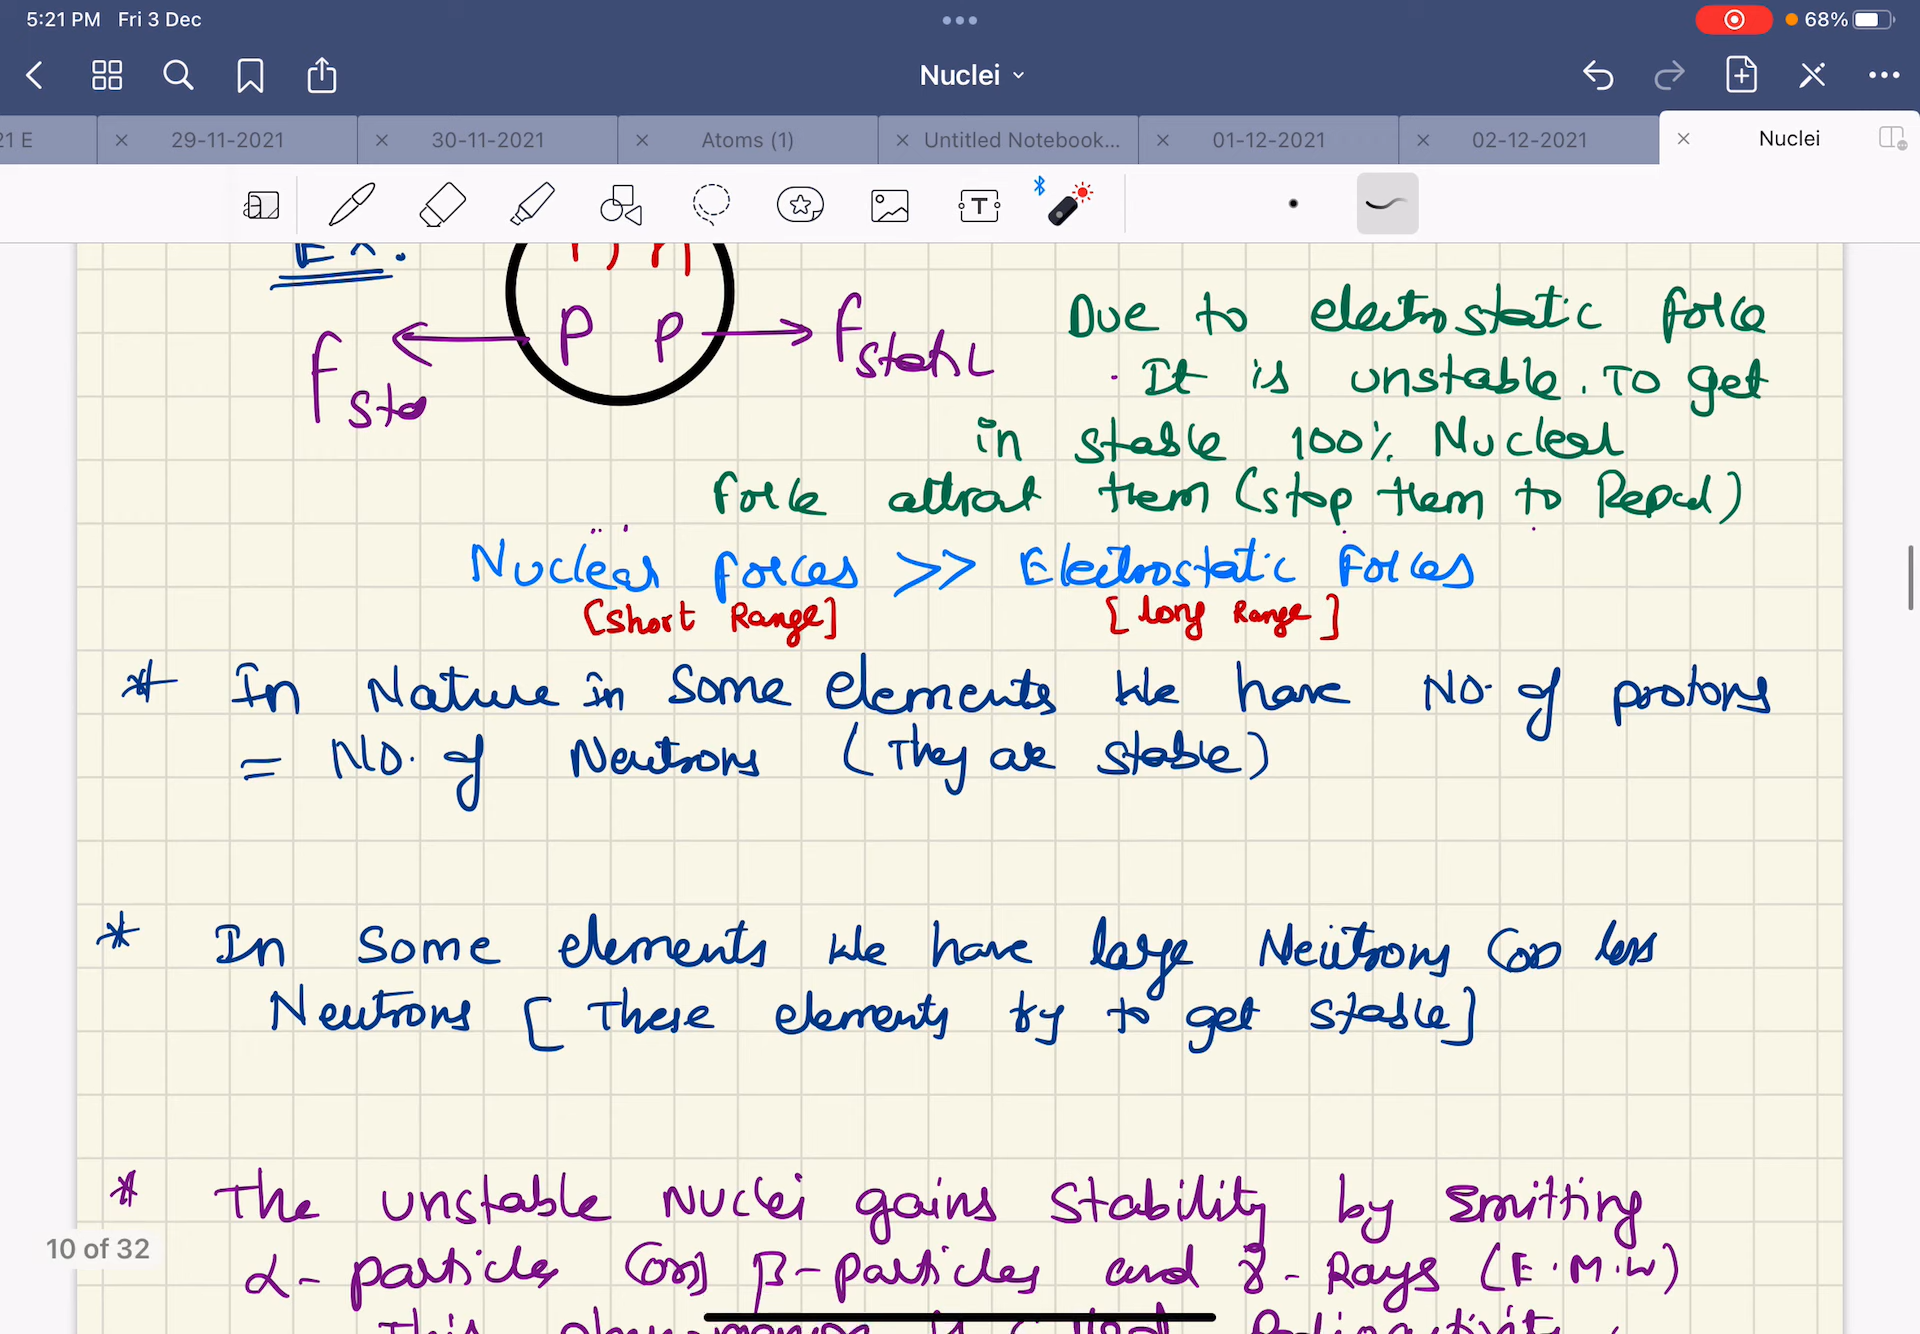 5:21 PM Fri 3 Dec
68%
Nuclei
21 E
29-11-2021
30-11-2021
Atoms (1)
Untitled Notebook...
01-12-2021
02-12-2021
Nuclei
Ex.
P P
Fsta
Fstatic
Due to electrostatic force
It is unstable. To get
in stable 100% Nuclear
force attract them (stop them to Repel)
Nuclear forces >> Electrostatic Forces
[short Range] [long Range]
* In Nature in Some elements We have NO. of protons
= NO. of Neutrons (They are stable)
* In Some elements We have large Neutrons (or) less
Neutrons [These elements try to get stable]
* The unstable Nuclei gains Stability by Emitting
α- particles (or) β-particles and γ- Rays (E.M.W)
10 of 32